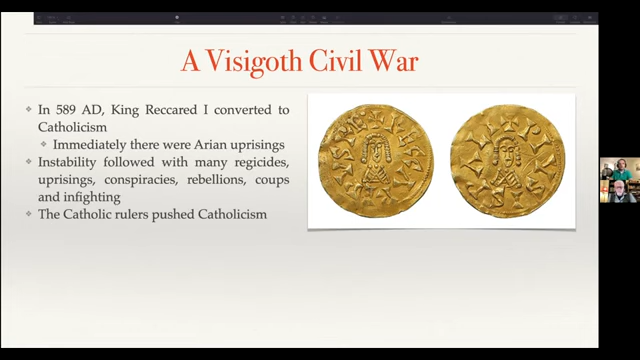 A Visigoth Civil War
In 589 AD, King Reccared I converted to
Catholicism
Immediately there were Arian uprisings
Instability followed with many regicides,
uprisings, conspiracies, rebellions, coups
and infighting
The Catholic rulers pushed Catholicism